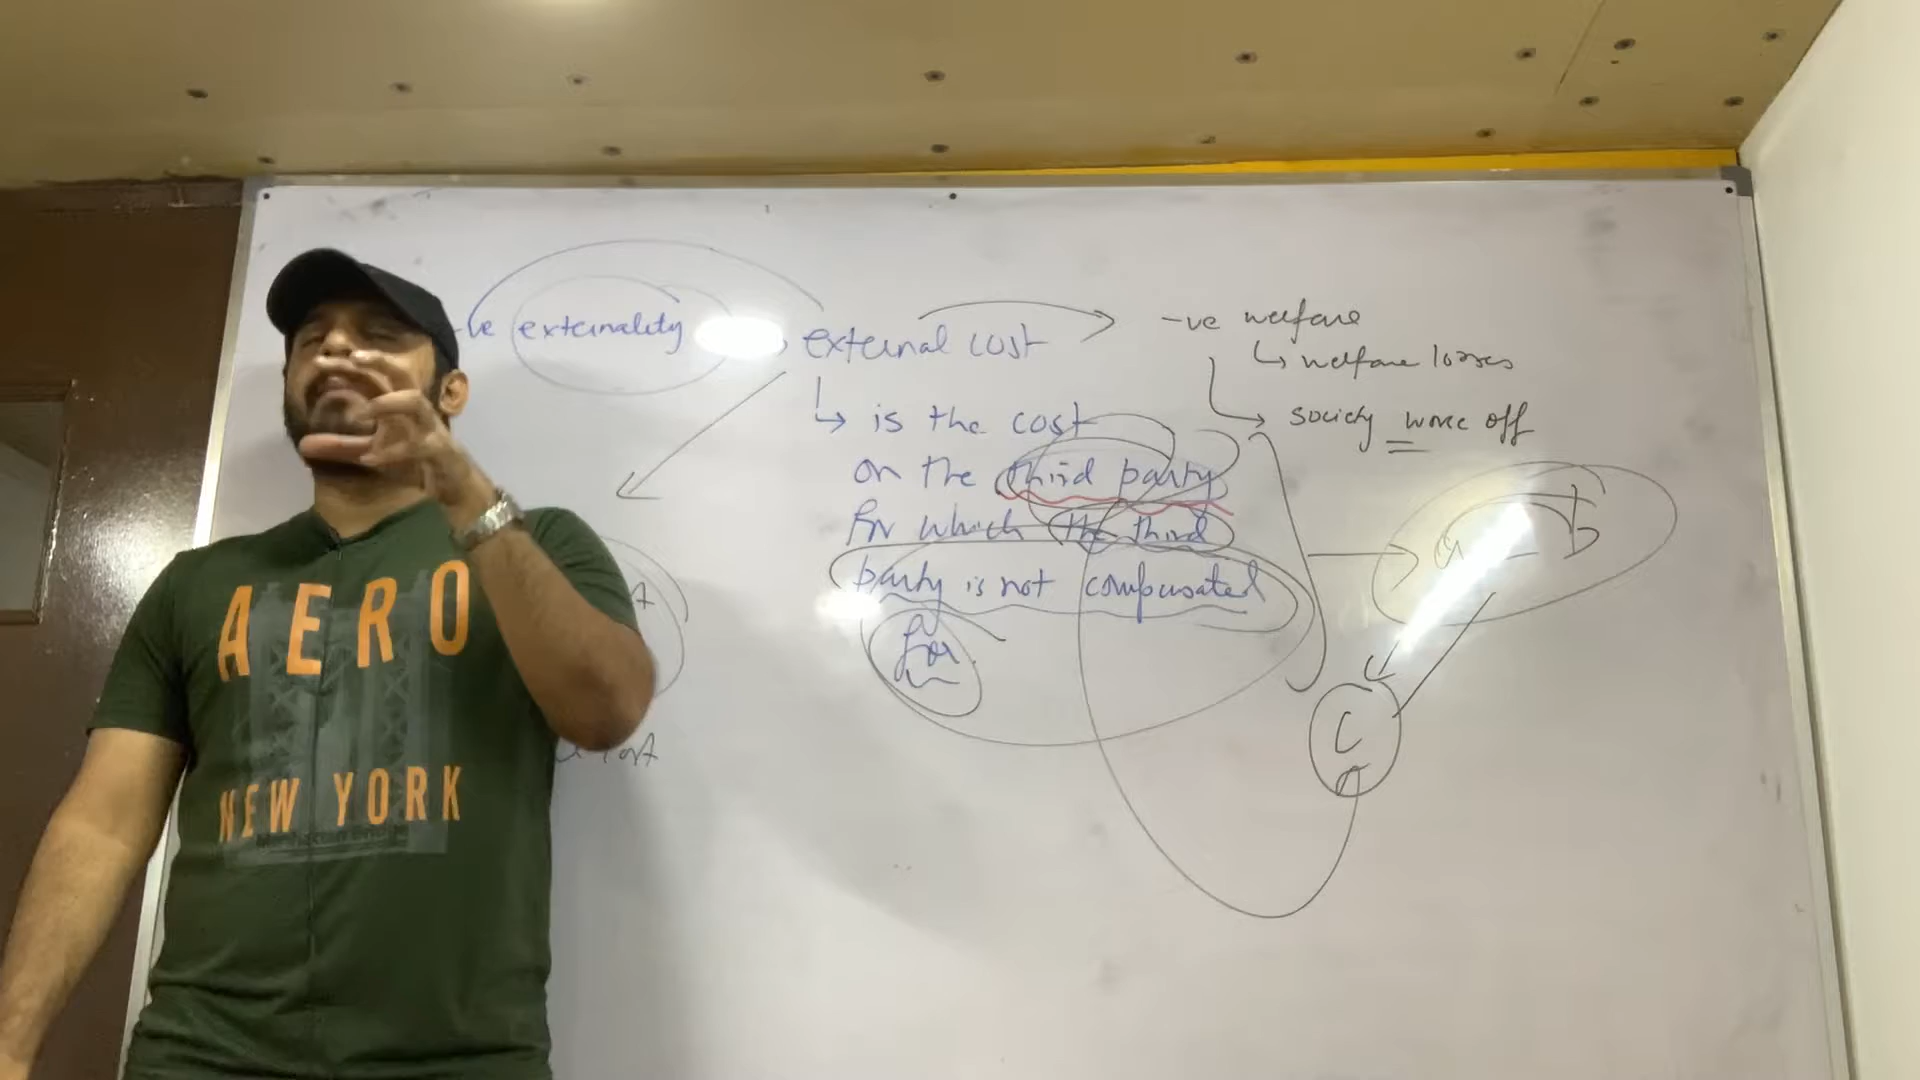 -ve externality
external cost
-ve welfare
↳ welfare losses
↳ society worse off
↳ is the cost
on the third party
for which the third
party is not compensated
for
a — b
C
AERO
NEW YORK